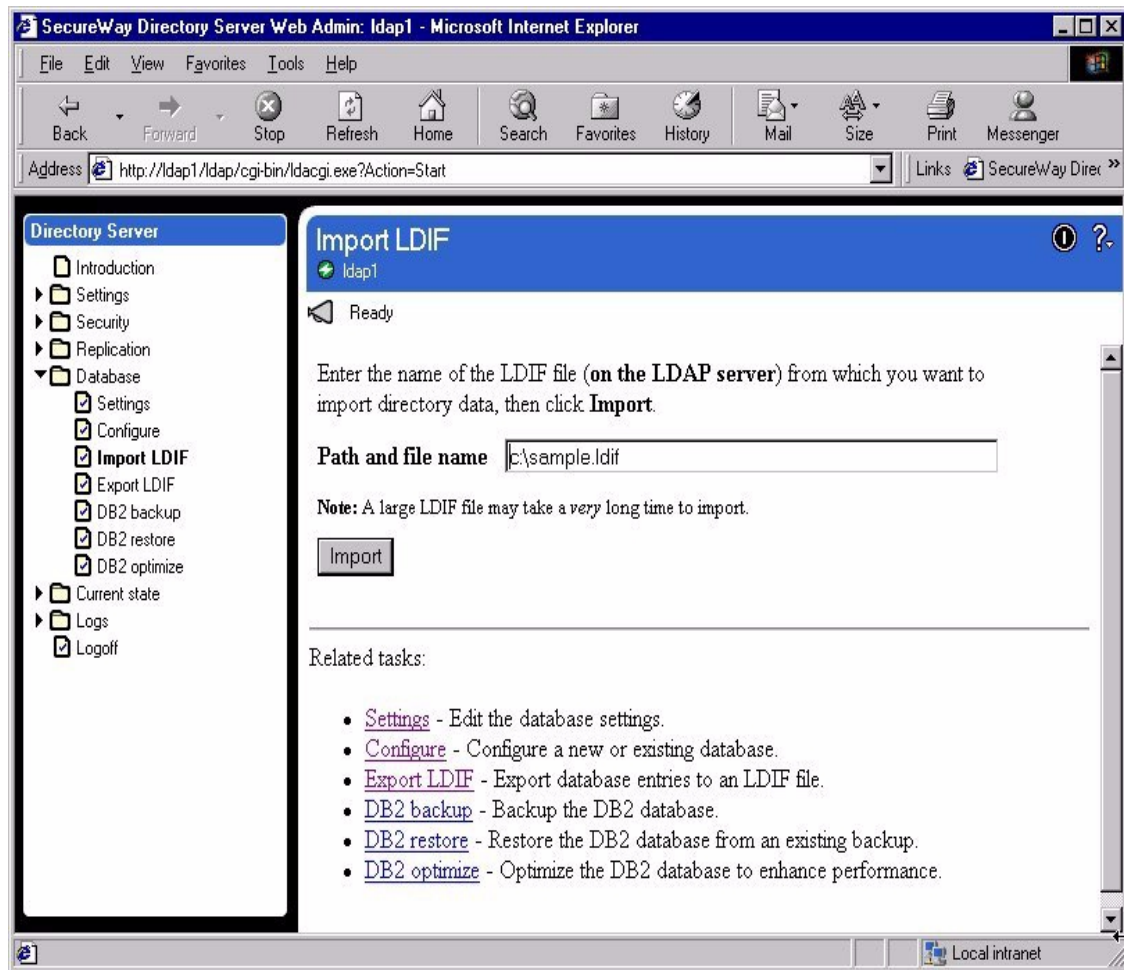 SecureWay Directory Server Web Admin: ldap1 - Microsoft Internet Explorer
File Edit View Favorites Tools Help
Back Forward Stop Refresh Home Search Favorites History Mail Size Print Messenger
Address http://ldap1/ldap/cgi-bin/ldacgi.exe?Action=Start Links SecureWay Direc »
Directory Server
Introduction
Settings
Security
Replication
Database
Settings
Configure
Import LDIF
Export LDIF
DB2 backup
DB2 restore
DB2 optimize
Current state
Logs
Logoff
Import LDIF
ldap1
Ready
Enter the name of the LDIF file (on the LDAP server) from which you want to
import directory data, then click Import.
Path and file name c:\sample.ldif
Note: A large LDIF file may take a very long time to import.
Import
Related tasks:
• Settings - Edit the database settings.
• Configure - Configure a new or existing database.
• Export LDIF - Export database entries to an LDIF file.
• DB2 backup - Backup the DB2 database.
• DB2 restore - Restore the DB2 database from an existing backup.
• DB2 optimize - Optimize the DB2 database to enhance performance.
Local intranet